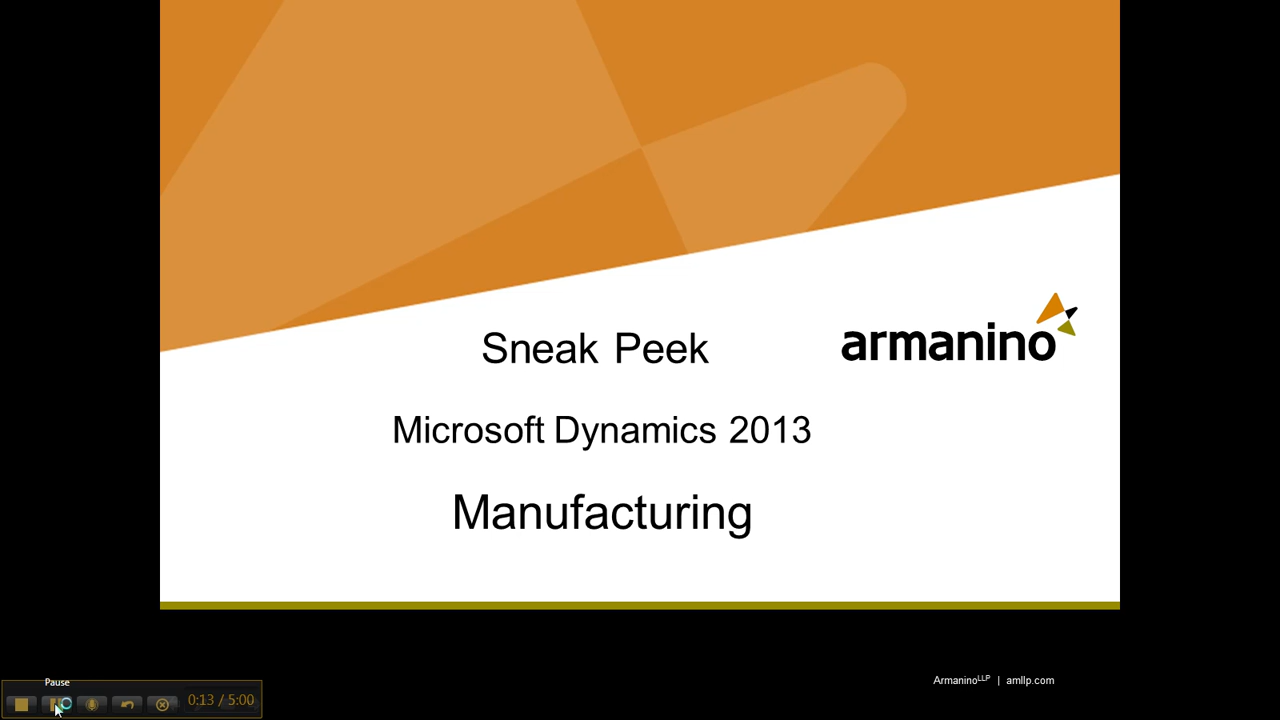 Sneak Peek
armanino
Microsoft Dynamics 2013
Manufacturing
ArmaninoLLP | amllp.com
Pause
0:13 / 5:00